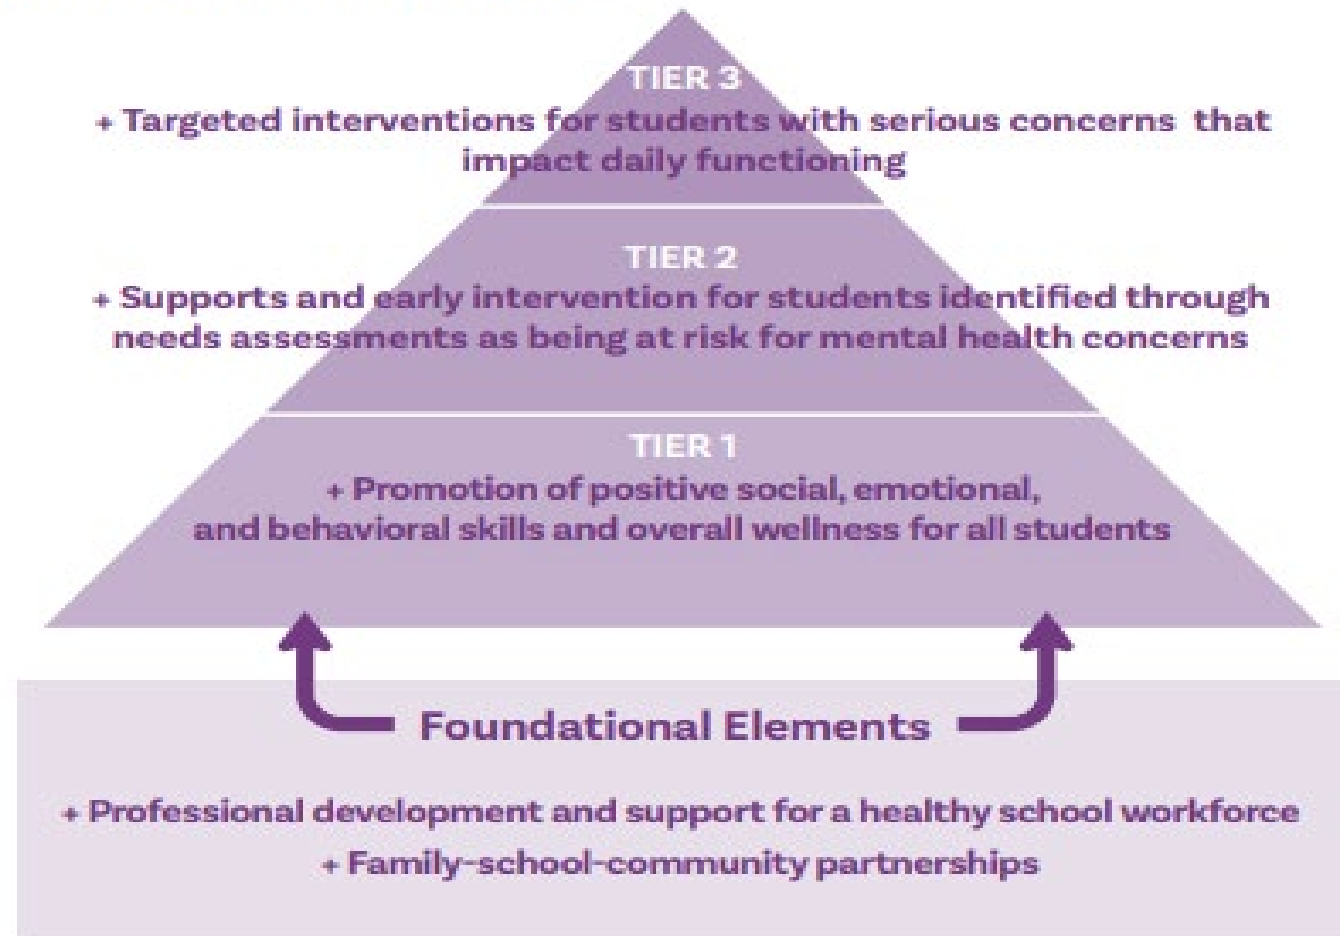 TIER 3
+ Targeted interventions for students with serious concerns that
impact daily functioning
TIER 2
+ Supports and early intervention for students identified through
needs assessments as being at risk for mental health concerns
TIER 1
+ Promotion of positive social, emotional,
and behavioral skills and overall wellness for all students
Foundational Elements
+ Professional development and support for a healthy school workforce
+ Family-school-community partnerships